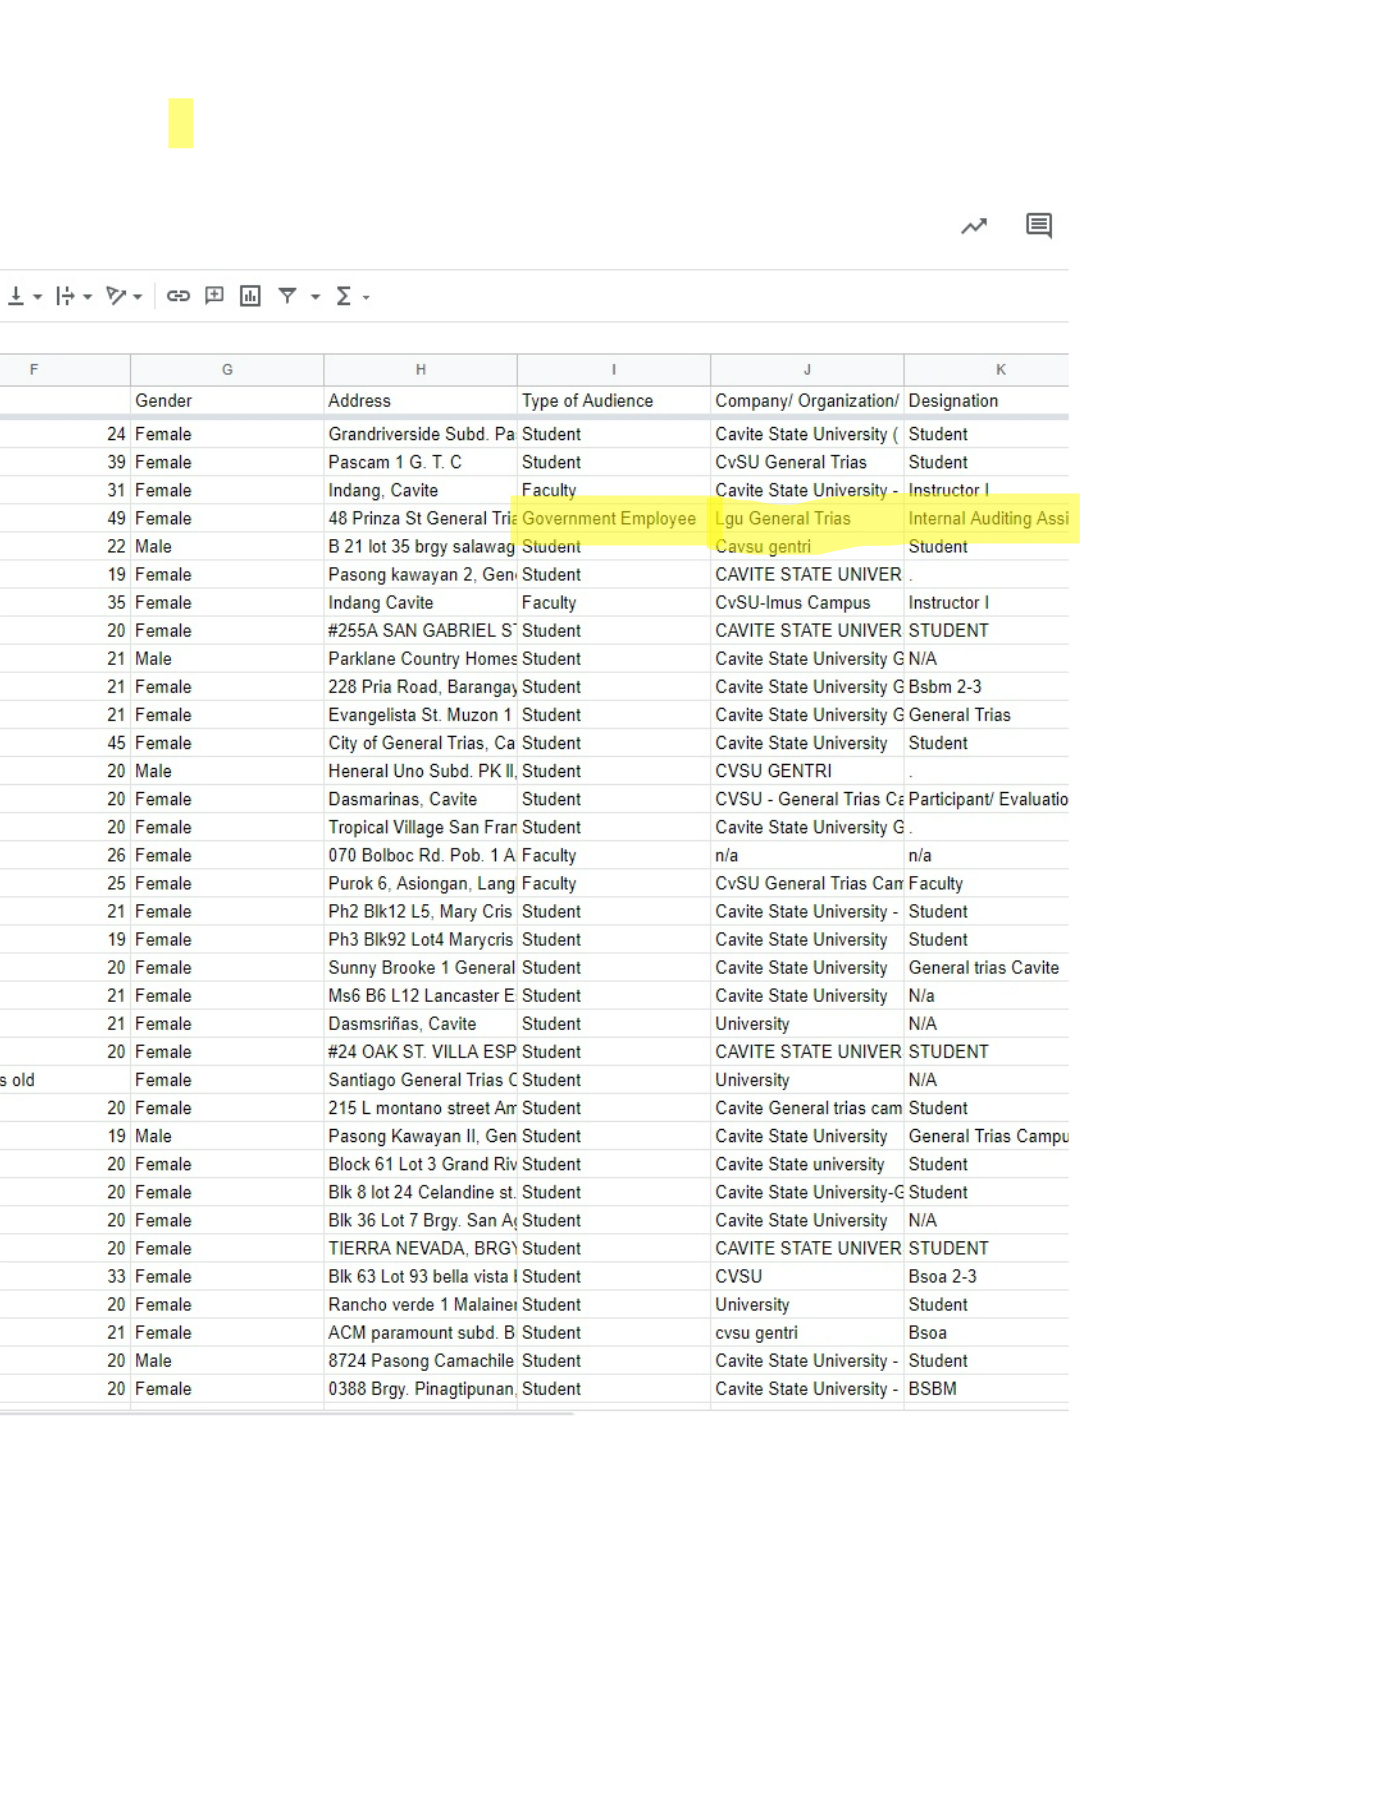 F G H I J K
Gender Address Type of Audience Company/ Organization/ Designation
24 Female Grandriverside Subd. Pa Student Cavite State University ( Student
39 Female Pascam 1 G. T. C Student CvSU General Trias Student
31 Female Indang, Cavite Faculty Cavite State University - Instructor I
49 Female 48 Prinza St General Tria Government Employee Lgu General Trias Internal Auditing Assi
22 Male B 21 lot 35 brgy salawag Student Cavsu gentri Student
19 Female Pasong kawayan 2, Gen Student CAVITE STATE UNIVER .
35 Female Indang Cavite Faculty CvSU-Imus Campus Instructor I
20 Female #255A SAN GABRIEL ST Student CAVITE STATE UNIVER STUDENT
21 Male Parklane Country Homes Student Cavite State University G N/A
21 Female 228 Pria Road, Barangay Student Cavite State University G Bsbm 2-3
21 Female Evangelista St. Muzon 1 Student Cavite State University G General Trias
45 Female City of General Trias, Ca Student Cavite State University Student
20 Male Heneral Uno Subd. PK II, Student CVSU GENTRI .
20 Female Dasmarinas, Cavite Student CVSU - General Trias Ca Participant/ Evaluatio
20 Female Tropical Village San Fran Student Cavite State University G .
26 Female 070 Bolboc Rd. Pob. 1 A Faculty n/a n/a
25 Female Purok 6, Asiongan, Lang Faculty CvSU General Trias Cam Faculty
21 Female Ph2 Blk12 L5, Mary Cris Student Cavite State University - Student
19 Female Ph3 Blk92 Lot4 Marycris Student Cavite State University Student
20 Female Sunny Brooke 1 General Student Cavite State University General trias Cavite
21 Female Ms6 B6 L12 Lancaster E Student Cavite State University N/a
21 Female Dasmsriñas, Cavite Student University N/A
20 Female #24 OAK ST. VILLA ESP Student CAVITE STATE UNIVER STUDENT
s old Female Santiago General Trias C Student University N/A
20 Female 215 L montano street Am Student Cavite General trias cam Student
19 Male Pasong Kawayan II, Gen Student Cavite State University General Trias Campu
20 Female Block 61 Lot 3 Grand Riv Student Cavite State university Student
20 Female Blk 8 lot 24 Celandine st. Student Cavite State University-G Student
20 Female Blk 36 Lot 7 Brgy. San Ag Student Cavite State University N/A
20 Female TIERRA NEVADA, BRGY Student CAVITE STATE UNIVER STUDENT
33 Female Blk 63 Lot 93 bella vista Student CVSU Bsoa 2-3
20 Female Rancho verde 1 Malainen Student University Student
21 Female ACM paramount subd. B Student cvsu gentri Bsoa
20 Male 8724 Pasong Camachile Student Cavite State University - Student
20 Female 0388 Brgy. Pinagtipunan, Student Cavite State University - BSBM